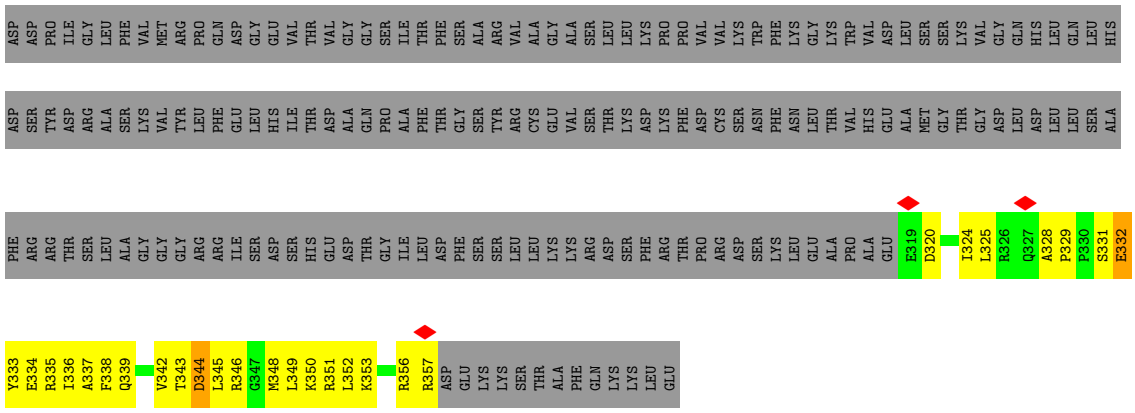 ASP ASP PRO ILE GLY LEU PHE VAL MET ARG PRO GLN ASP GLY GLU VAL THR VAL GLY GLY SER ILE THR PHE SER ALA ARG VAL ALA GLY ALA SER LEU LEU LYS PRO PRO VAL VAL LYS TRP PHE LYS GLY LYS TRP VAL ASP LEU SER SER LYS VAL GLY GLN HIS LEU GLN LEU HIS
ASP SER TYR ASP ARG ALA SER LYS VAL TYR LEU PHE GLU LEU HIS ILE THR ASP ALA GLN PRO ALA PHE THR GLY SER TYR ARG CYS GLU VAL SER THR LYS ASP LYS PHE ASP CYS SER ASN PHE ASN LEU THR VAL HIS GLU ALA MET GLY THR GLY ASP LEU ASP LEU LEU SER ALA
PHE ARG ARG THR SER LEU ALA GLY GLY GLY ARG ARG ILE SER ASP SER HIS GLU ASP THR GLY ILE LEU ASP PHE SER SER LEU LEU LYS LYS ARG ASP SER PHE ARG THR PRO ARG ASP SER LYS LEU GLU ALA PRO ALA GLU E319 D320 I324 L325 R326 Q327 A328 P329 P330 S331 E332
Y333 E334 R335 I336 A337 F338 Q339 V342 T343 D344 L345 R346 G347 M348 L349 K350 R351 L352 K353 R356 R357 ASP GLU LYS LYS SER THR ALA PHE GLN LYS LYS LEU GLU